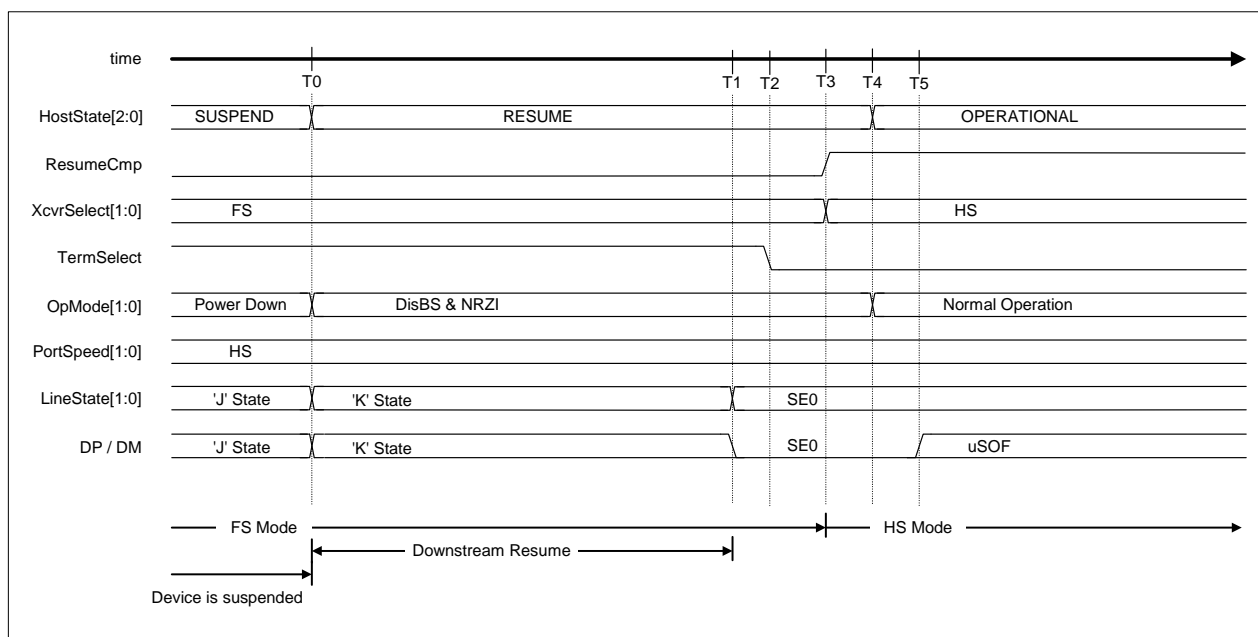 time
T0 T1 T2 T3 T4 T5
HostState[2:0] SUSPEND RESUME OPERATIONAL
ResumeCmp
XcvrSelect[1:0] FS HS
TermSelect
OpMode[1:0] Power Down DisBS & NRZI Normal Operation
PortSpeed[1:0] HS
LineState[1:0] 'J' State 'K' State SE0
DP / DM 'J' State 'K' State SE0 uSOF
FS Mode HS Mode
Downstream Resume
Device is suspended